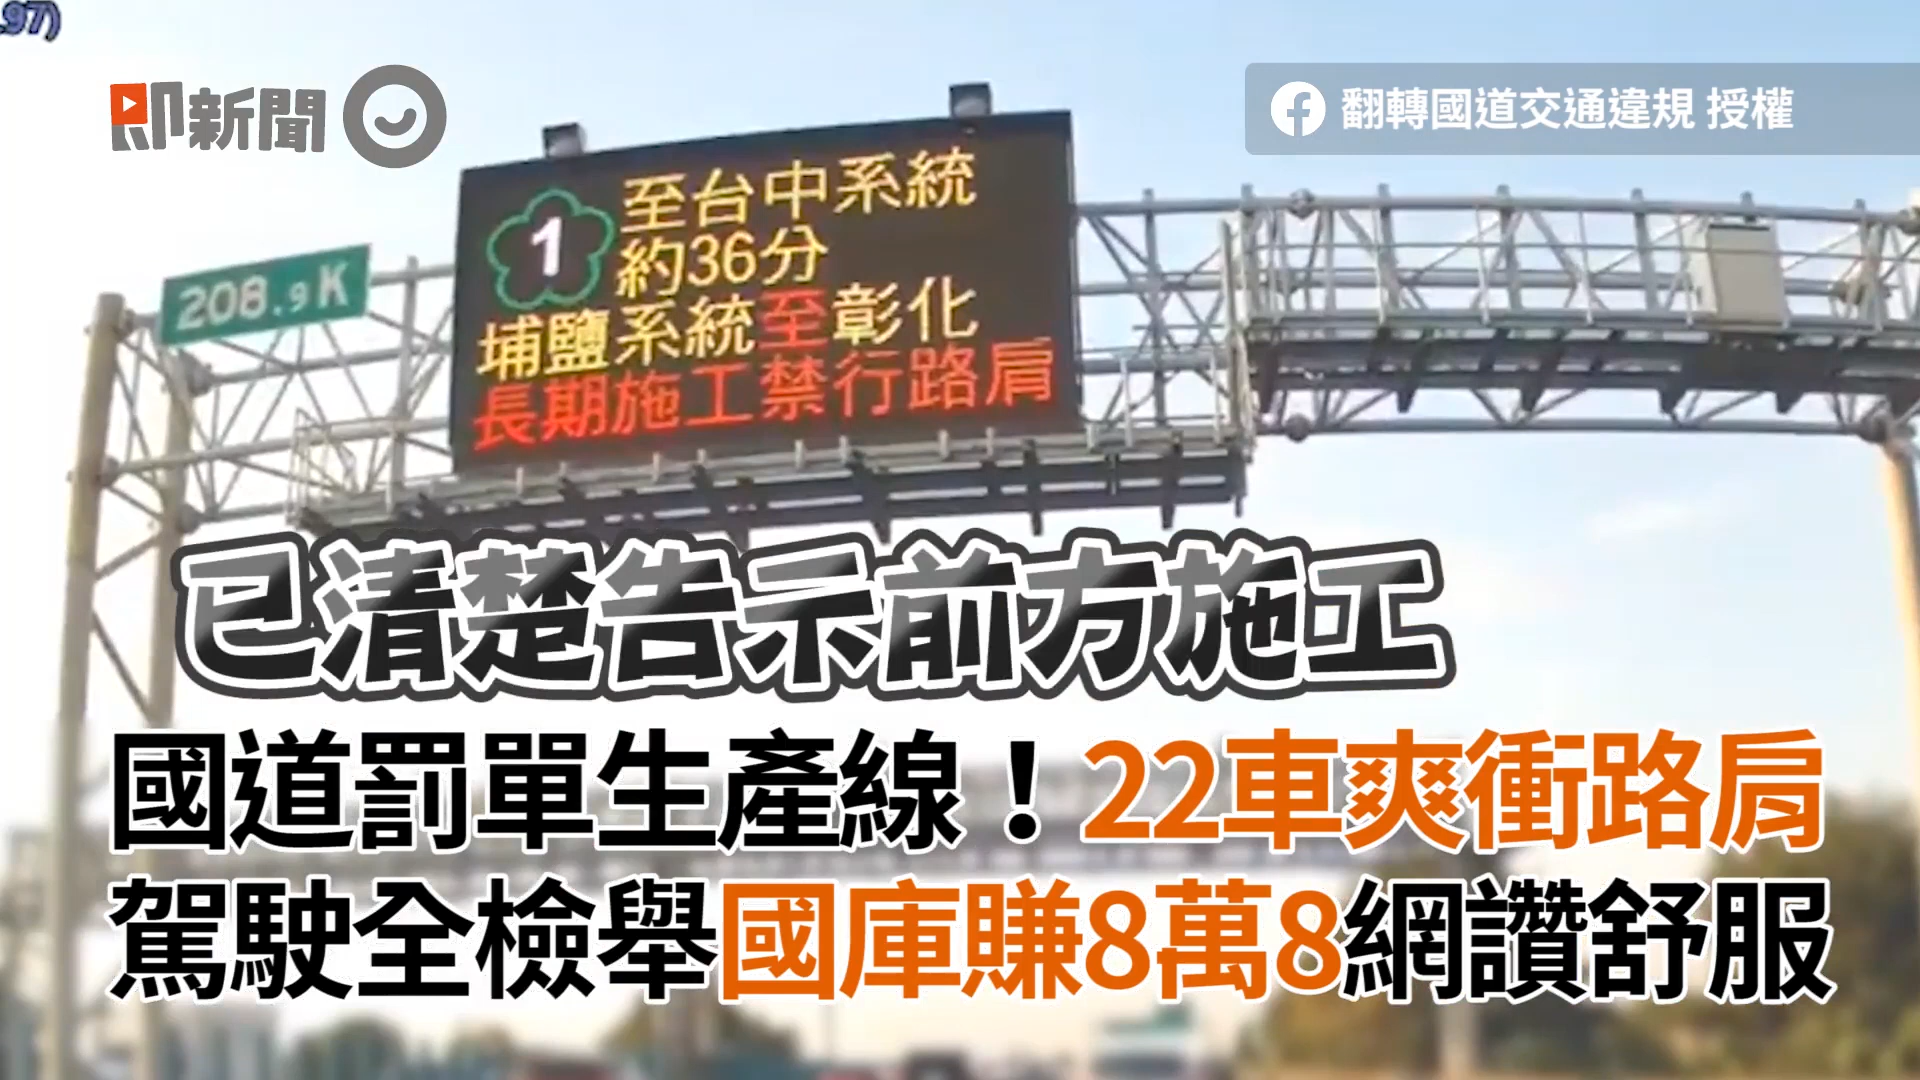 97)
即新聞
翻轉國道交通違規 授權
208.9K
1
至台中系統
約36分
埔鹽系統至彰化
長期施工禁行路肩
已清楚告示前方施工
國道罰單生產線！22車爽衝路肩
駕駛全檢舉國庫賺8萬8網讚舒服